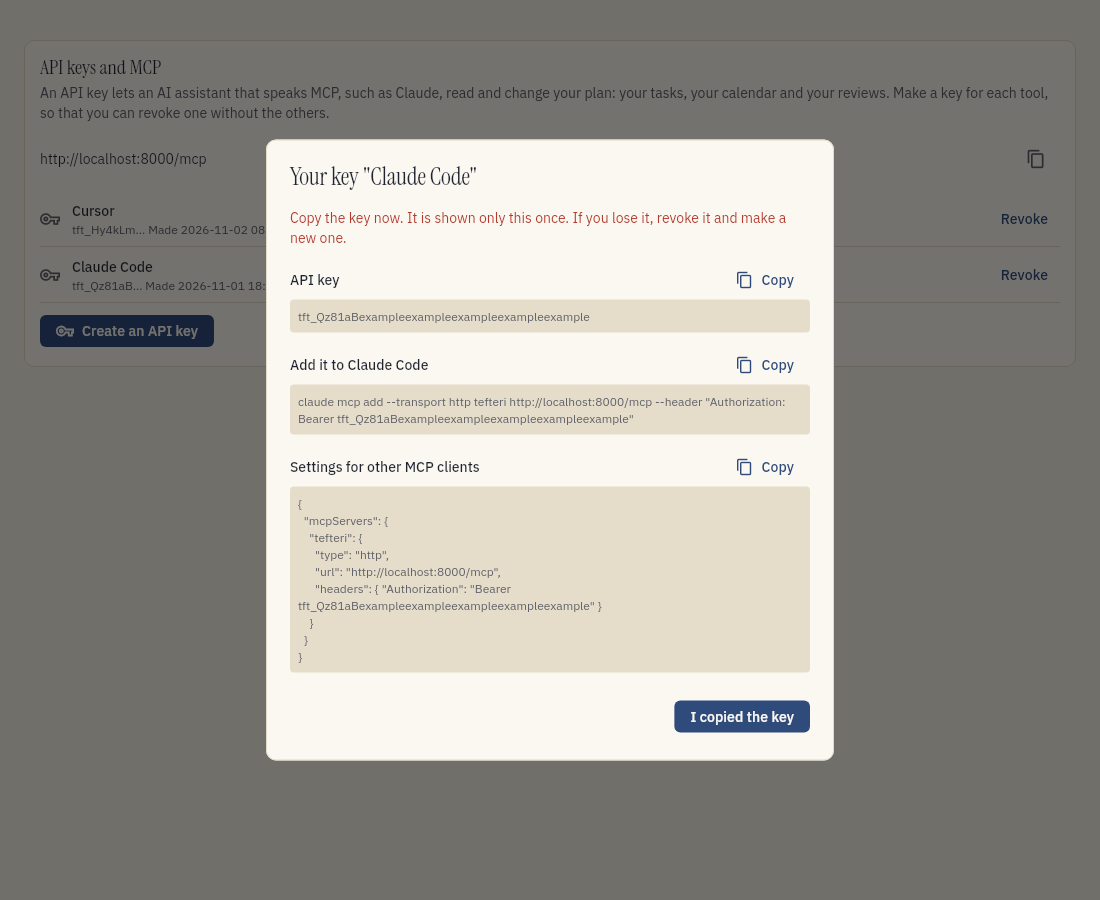 API keys and MCP
An API key lets an AI assistant that speaks MCP, such as Claude, read and change your plan: your tasks, your calendar and your reviews. Make a key for each tool,
so that you can revoke one without the others.
http://localhost:8000/mcp
Cursor
tft_Hy4kLm... Made 2026-11-02 08
Revoke
Claude Code
tft_Qz81aB... Made 2026-11-01 18:
Revoke
Create an API key
Your key "Claude Code"
Copy the key now. It is shown only this once. If you lose it, revoke it and make a
new one.
API key
Copy
tft_Qz81aBexampleexampleexampleexampleexample
Add it to Claude Code
Copy
claude mcp add --transport http tefteri http://localhost:8000/mcp --header "Authorization:
Bearer tft_Qz81aBexampleexampleexampleexampleexample"
Settings for other MCP clients
Copy
{
"mcpServers": {
"tefteri": {
"type": "http",
"url": "http://localhost:8000/mcp",
"headers": { "Authorization": "Bearer
tft_Qz81aBexampleexampleexampleexampleexample" }
}
}
}
I copied the key